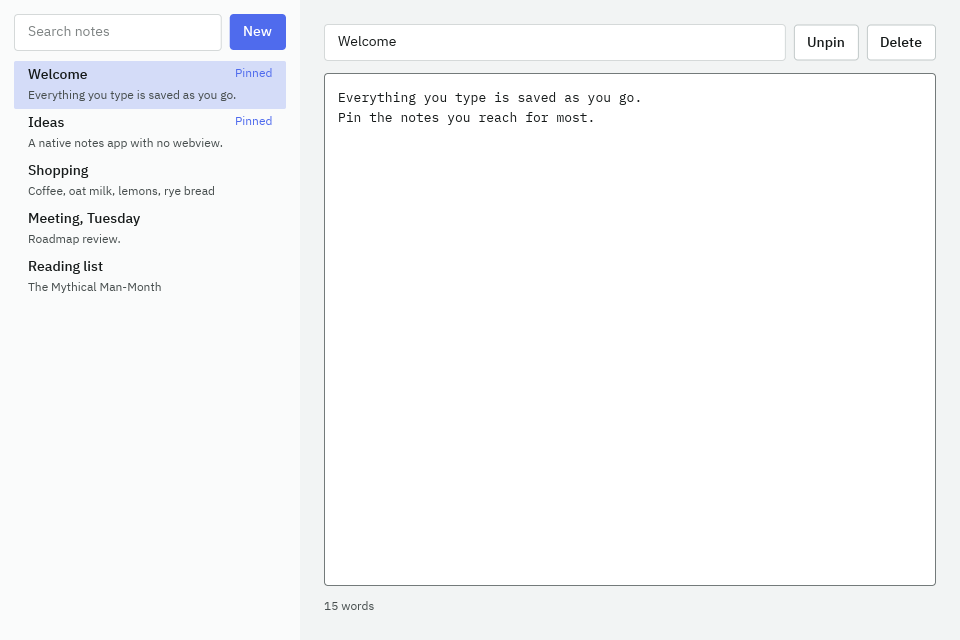 Search notes
New
Welcome
Pinned
Everything you type is saved as you go.
Ideas
Pinned
A native notes app with no webview.
Shopping
Coffee, oat milk, lemons, rye bread
Meeting, Tuesday
Roadmap review.
Reading list
The Mythical Man-Month
Welcome
Unpin
Delete
Everything you type is saved as you go.
Pin the notes you reach for most.
15 words